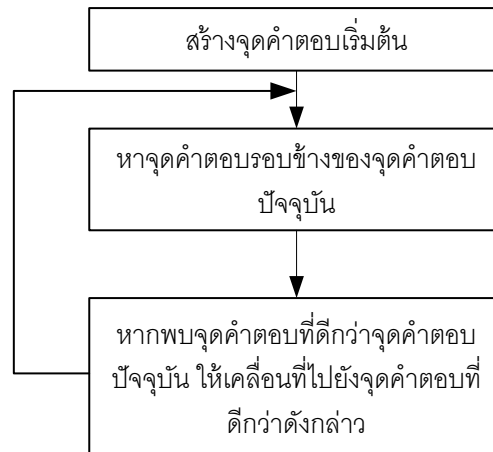 สร้างจุดคำตอบเริ่มต้น
หาจุดคำตอบรอบข้างของจุดคำตอบ
ปัจจุบัน
หากพบจุดคำตอบที่ดีกว่าจุดคำตอบ
ปัจจุบัน ให้เคลื่อนที่ไปยังจุดคำตอบที่
ดีกว่าดังกล่าว